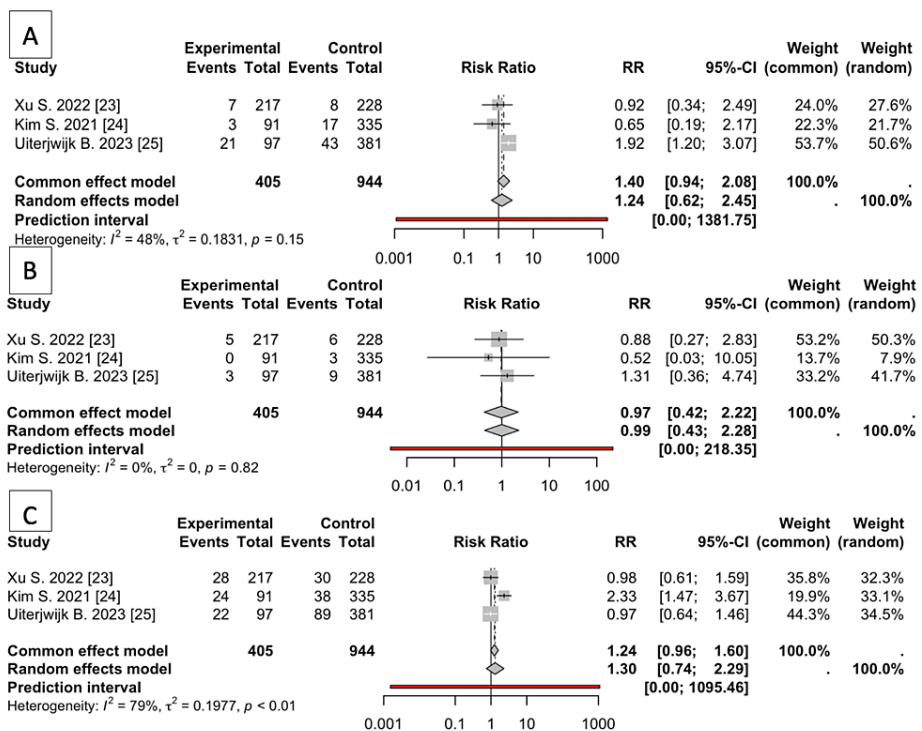 A
Experimental Control Weight Weight
Study Events Total Events Total Risk Ratio RR 95%-CI (common) (random)
Xu S. 2022 [23] 7 217 8 228 0.92 [0.34; 2.49] 24.0% 27.6%
Kim S. 2021 [24] 3 91 17 335 0.65 [0.19; 2.17] 22.3% 21.7%
Uiterjwijk B. 2023 [25] 21 97 43 381 1.92 [1.20; 3.07] 53.7% 50.6%
Common effect model 405 944 1.40 [0.94; 2.08] 100.0% .
Random effects model 1.24 [0.62; 2.45] . 100.0%
Prediction interval [0.00; 1381.75]
Heterogeneity: I² = 48%, τ² = 0.1831, p = 0.15
0.001 0.1 1 10 1000
B
Experimental Control Weight Weight
Study Events Total Events Total Risk Ratio RR 95%-CI (common) (random)
Xu S. 2022 [23] 5 217 6 228 0.88 [0.27; 2.83] 53.2% 50.3%
Kim S. 2021 [24] 0 91 3 335 0.52 [0.03; 10.05] 13.7% 7.9%
Uiterjwijk B. 2023 [25] 3 97 9 381 1.31 [0.36; 4.74] 33.2% 41.7%
Common effect model 405 944 0.97 [0.42; 2.22] 100.0% .
Random effects model 0.99 [0.43; 2.28] . 100.0%
Prediction interval [0.00; 218.35]
Heterogeneity: I² = 0%, τ² = 0, p = 0.82
0.01 0.1 1 10 100
C
Experimental Control Weight Weight
Study Events Total Events Total Risk Ratio RR 95%-CI (common) (random)
Xu S. 2022 [23] 28 217 30 228 0.98 [0.61; 1.59] 35.8% 32.3%
Kim S. 2021 [24] 24 91 38 335 2.33 [1.47; 3.67] 19.9% 33.1%
Uiterjwijk B. 2023 [25] 22 97 89 381 0.97 [0.64; 1.46] 44.3% 34.5%
Common effect model 405 944 1.24 [0.96; 1.60] 100.0% .
Random effects model 1.30 [0.74; 2.29] . 100.0%
Prediction interval [0.00; 1095.46]
Heterogeneity: I² = 79%, τ² = 0.1977, p < 0.01
0.001 0.1 1 10 1000